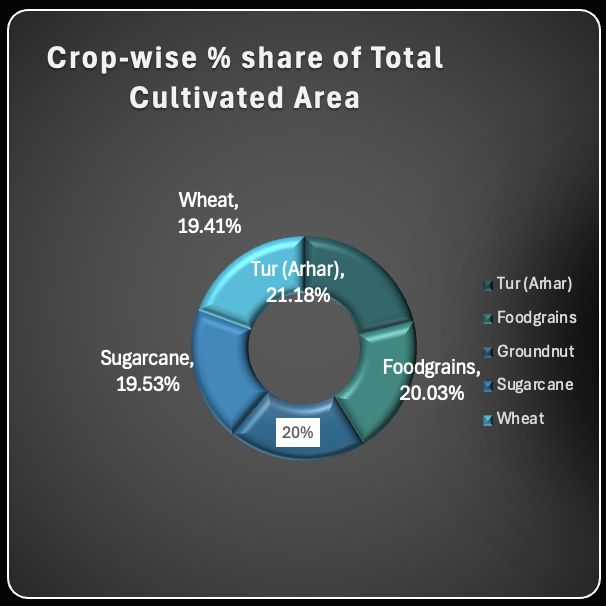 Crop-wise % share of Total
Cultivated Area
Wheat,
19.41%
Tur (Arhar),
21.18%
Sugarcane,
19.53%
Foodgrains,
20.03%
20%
Tur (Arhar)
Foodgrains
Groundnut
Sugarcane
Wheat